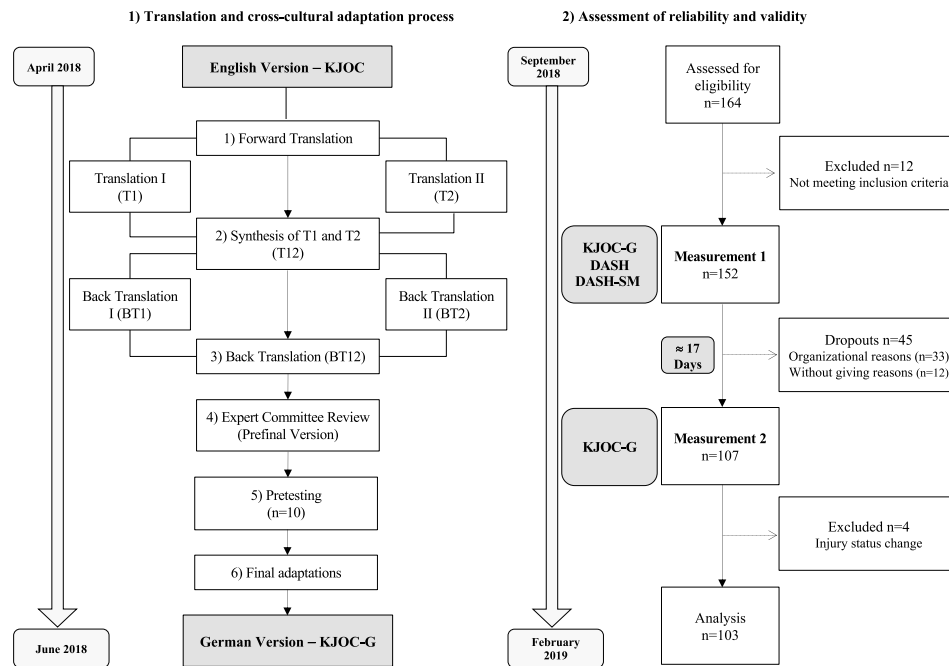 1) Translation and cross-cultural adaptation process
April 2018
English Version – KJOC
1) Forward Translation
Translation I
(T1)
Translation II
(T2)
2) Synthesis of T1 and T2
(T12)
Back Translation
I (BT1)
Back Translation
II (BT2)
3) Back Translation (BT12)
4) Expert Committee Review
(Prefinal Version)
5) Pretesting
(n=10)
6) Final adaptations
June 2018
German Version – KJOC-G
2) Assessment of reliability and validity
September
2018
Assessed for
eligibility
n=164
Excluded n=12
Not meeting inclusion criteria
KJOC-G
DASH
DASH-SM
Measurement 1
n=152
≈ 17
Days
Dropouts n=45
Organizational reasons (n=33)
Without giving reasons (n=12)
KJOC-G
Measurement 2
n=107
Excluded n=4
Injury status change
February
2019
Analysis
n=103